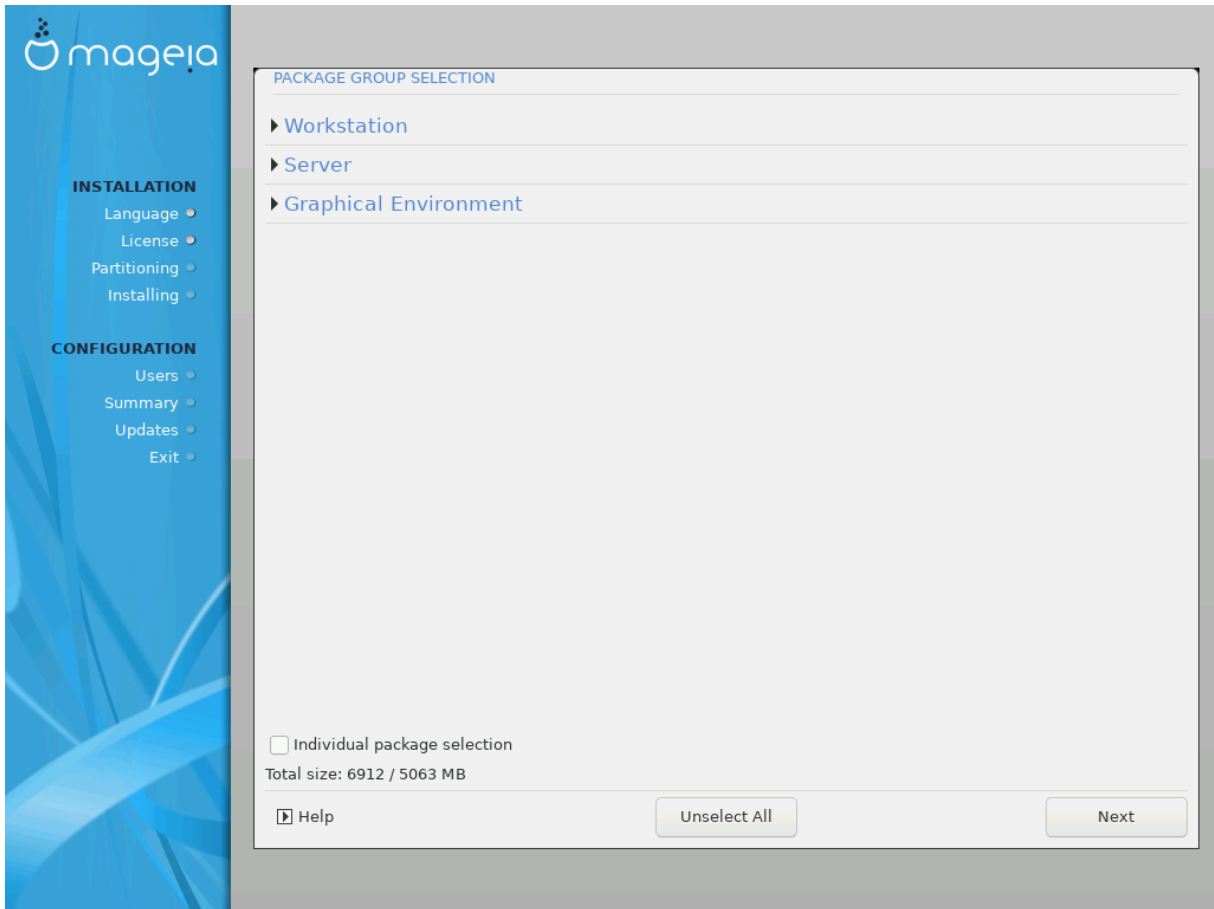 mageia
INSTALLATION
Language
License
Partitioning
Installing
CONFIGURATION
Users
Summary
Updates
Exit
PACKAGE GROUP SELECTION
Workstation
Server
Graphical Environment
Individual package selection
Total size: 6912 / 5063 MB
Help
Unselect All
Next